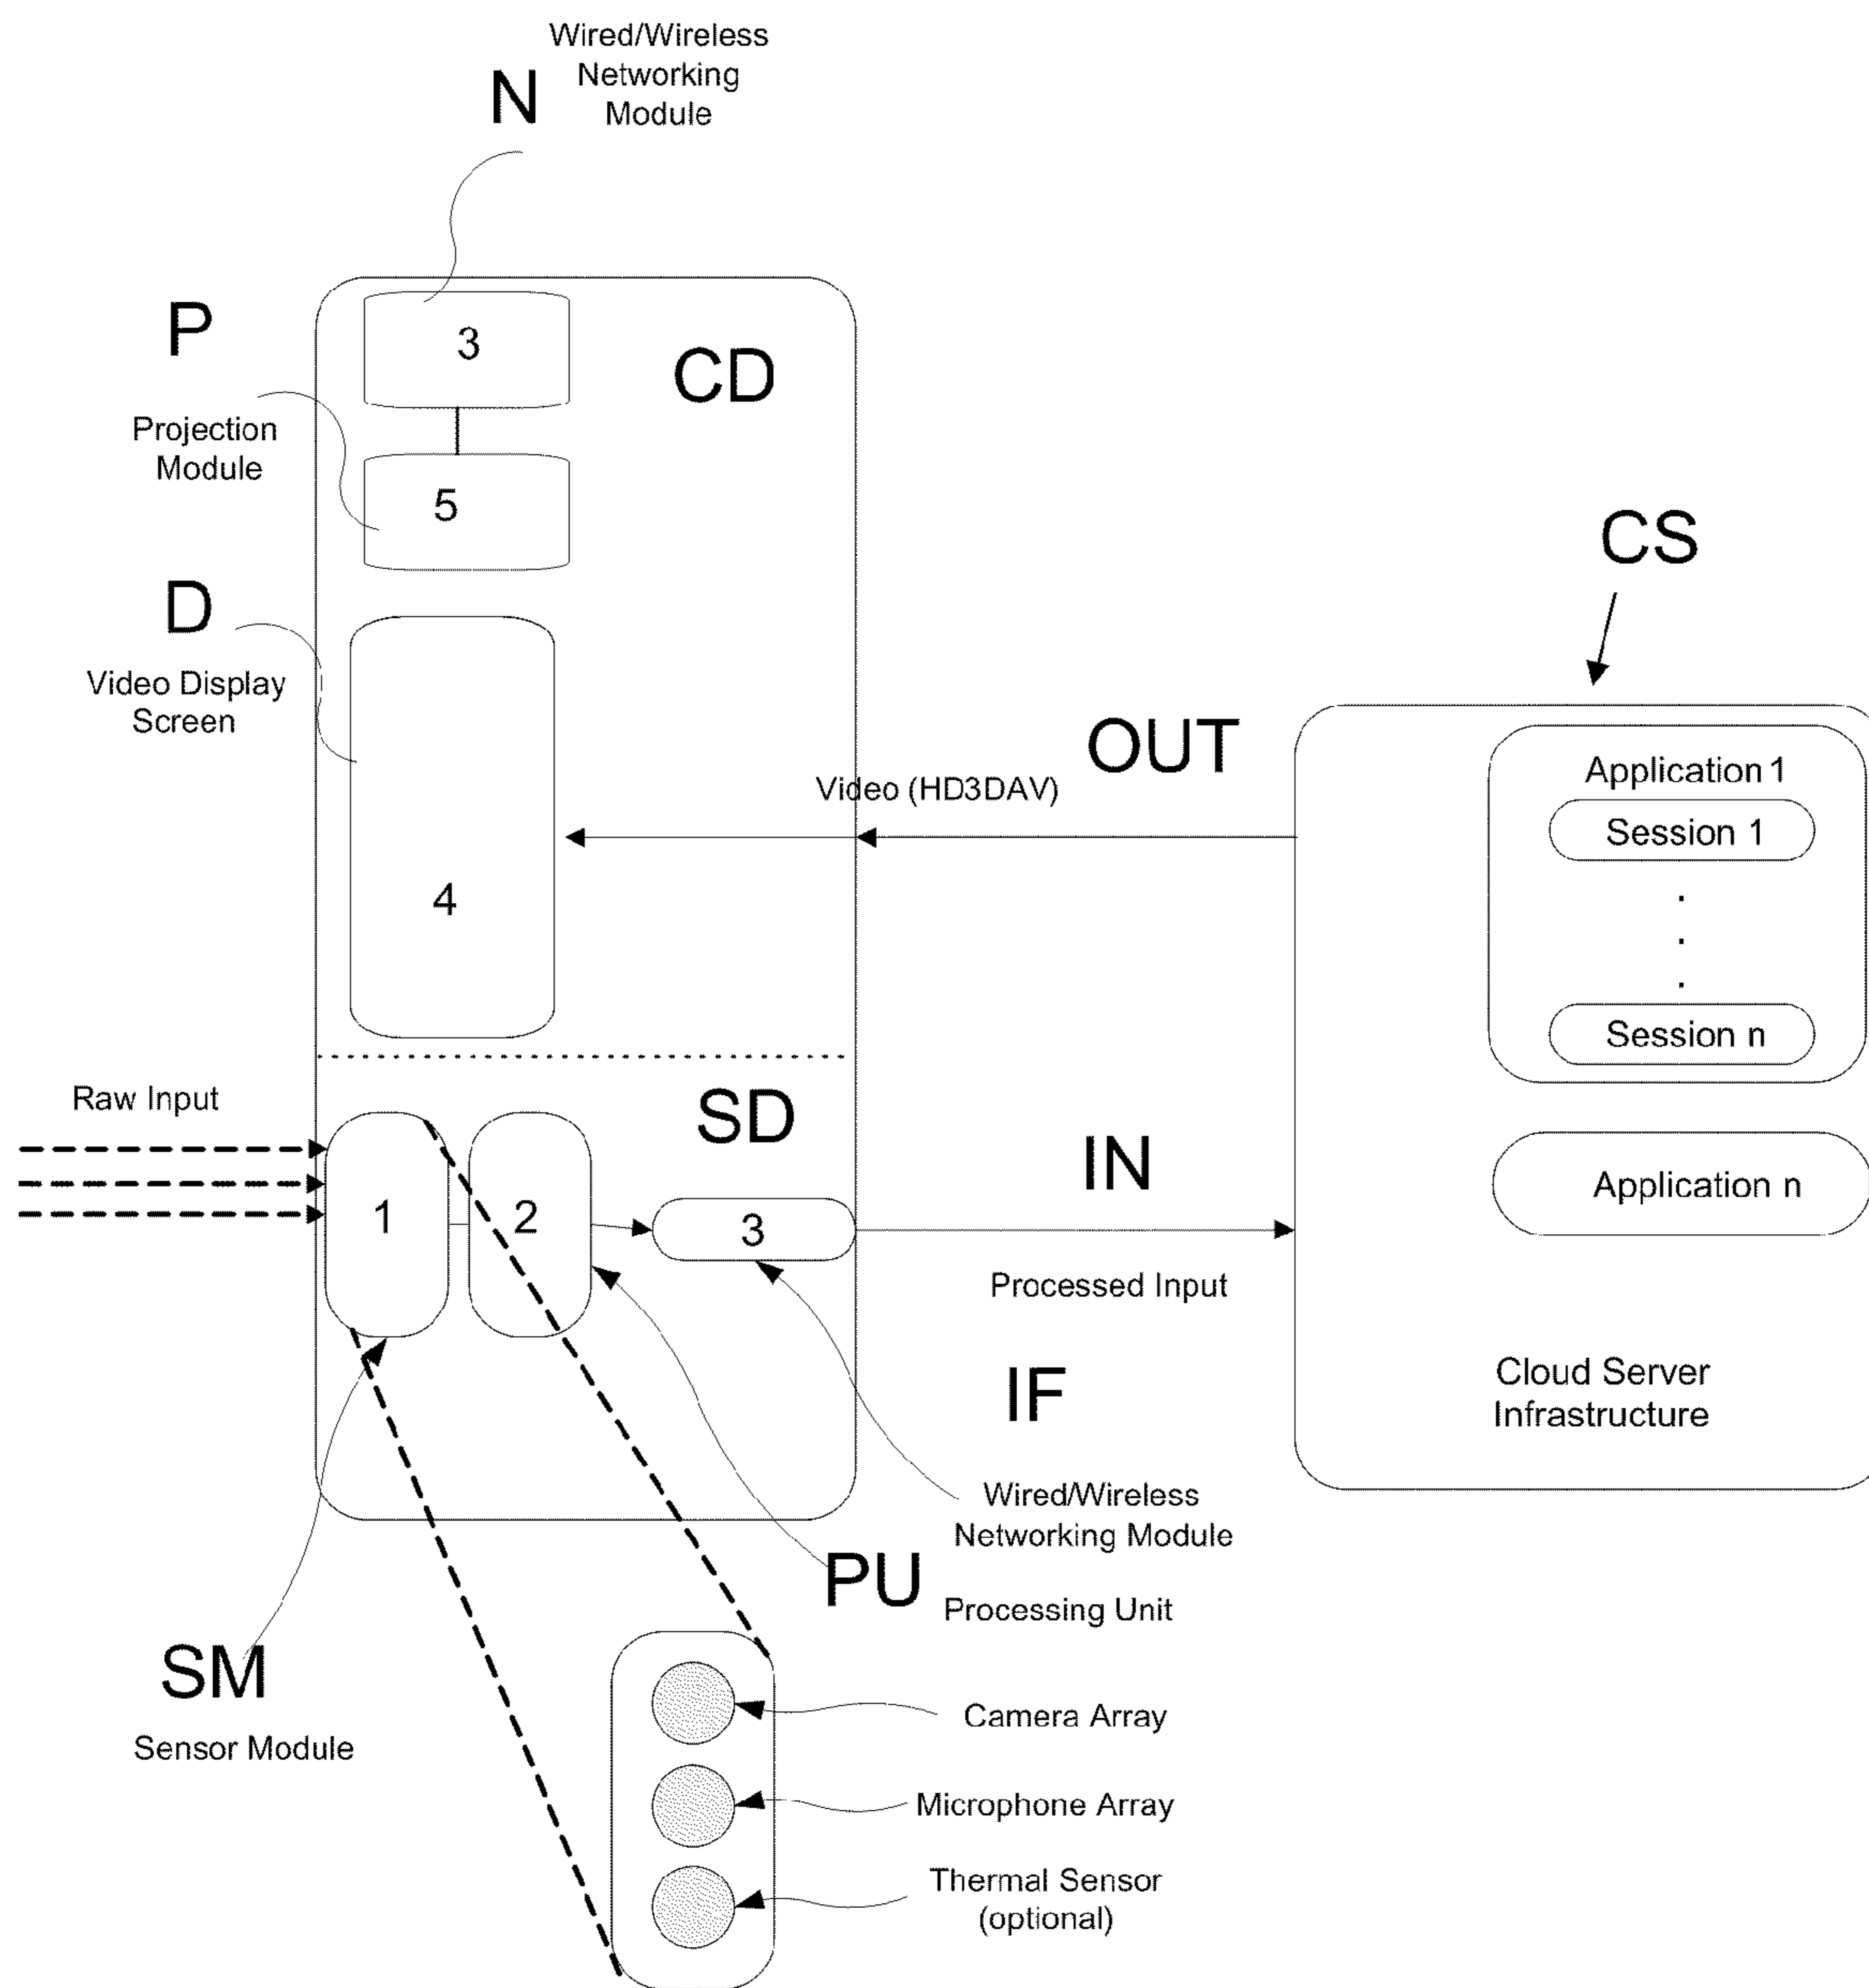 Wired/Wireless
Networking
Module
N
P
3
CD
Projection
Module
5
CS
D
Video Display
Screen
OUT
Video (HD3DAV)
4
Application 1
Session 1
.
.
.
Session n
Raw Input
SD
IN
Application n
1
2
3
Processed Input
IF
Cloud Server
Infrastructure
Wired/Wireless
Networking Module
PU
Processing Unit
SM
Sensor Module
Camera Array
Microphone Array
Thermal Sensor
(optional)